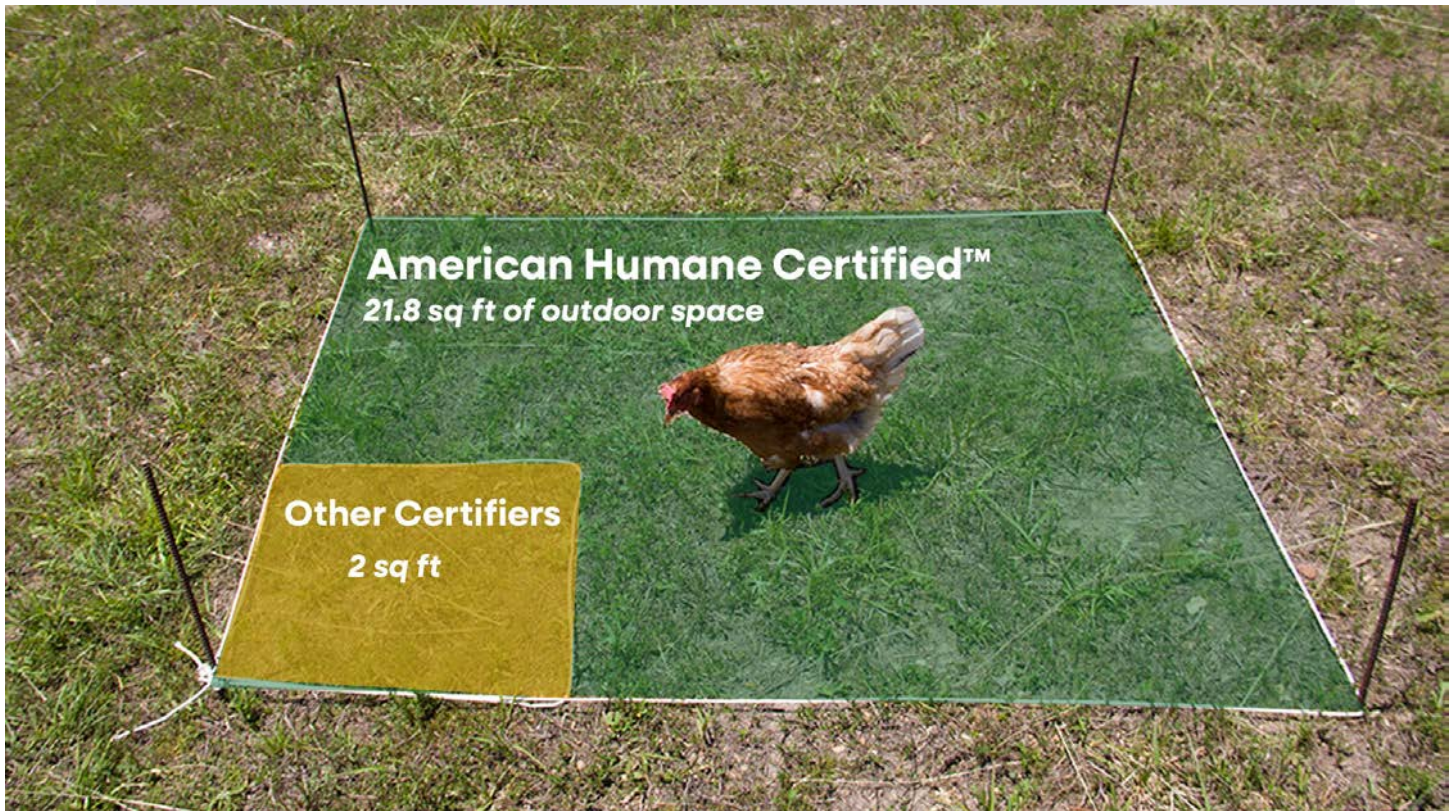 American Humane Certified™
21.8 sq ft of outdoor space
Other Certifiers
2 sq ft